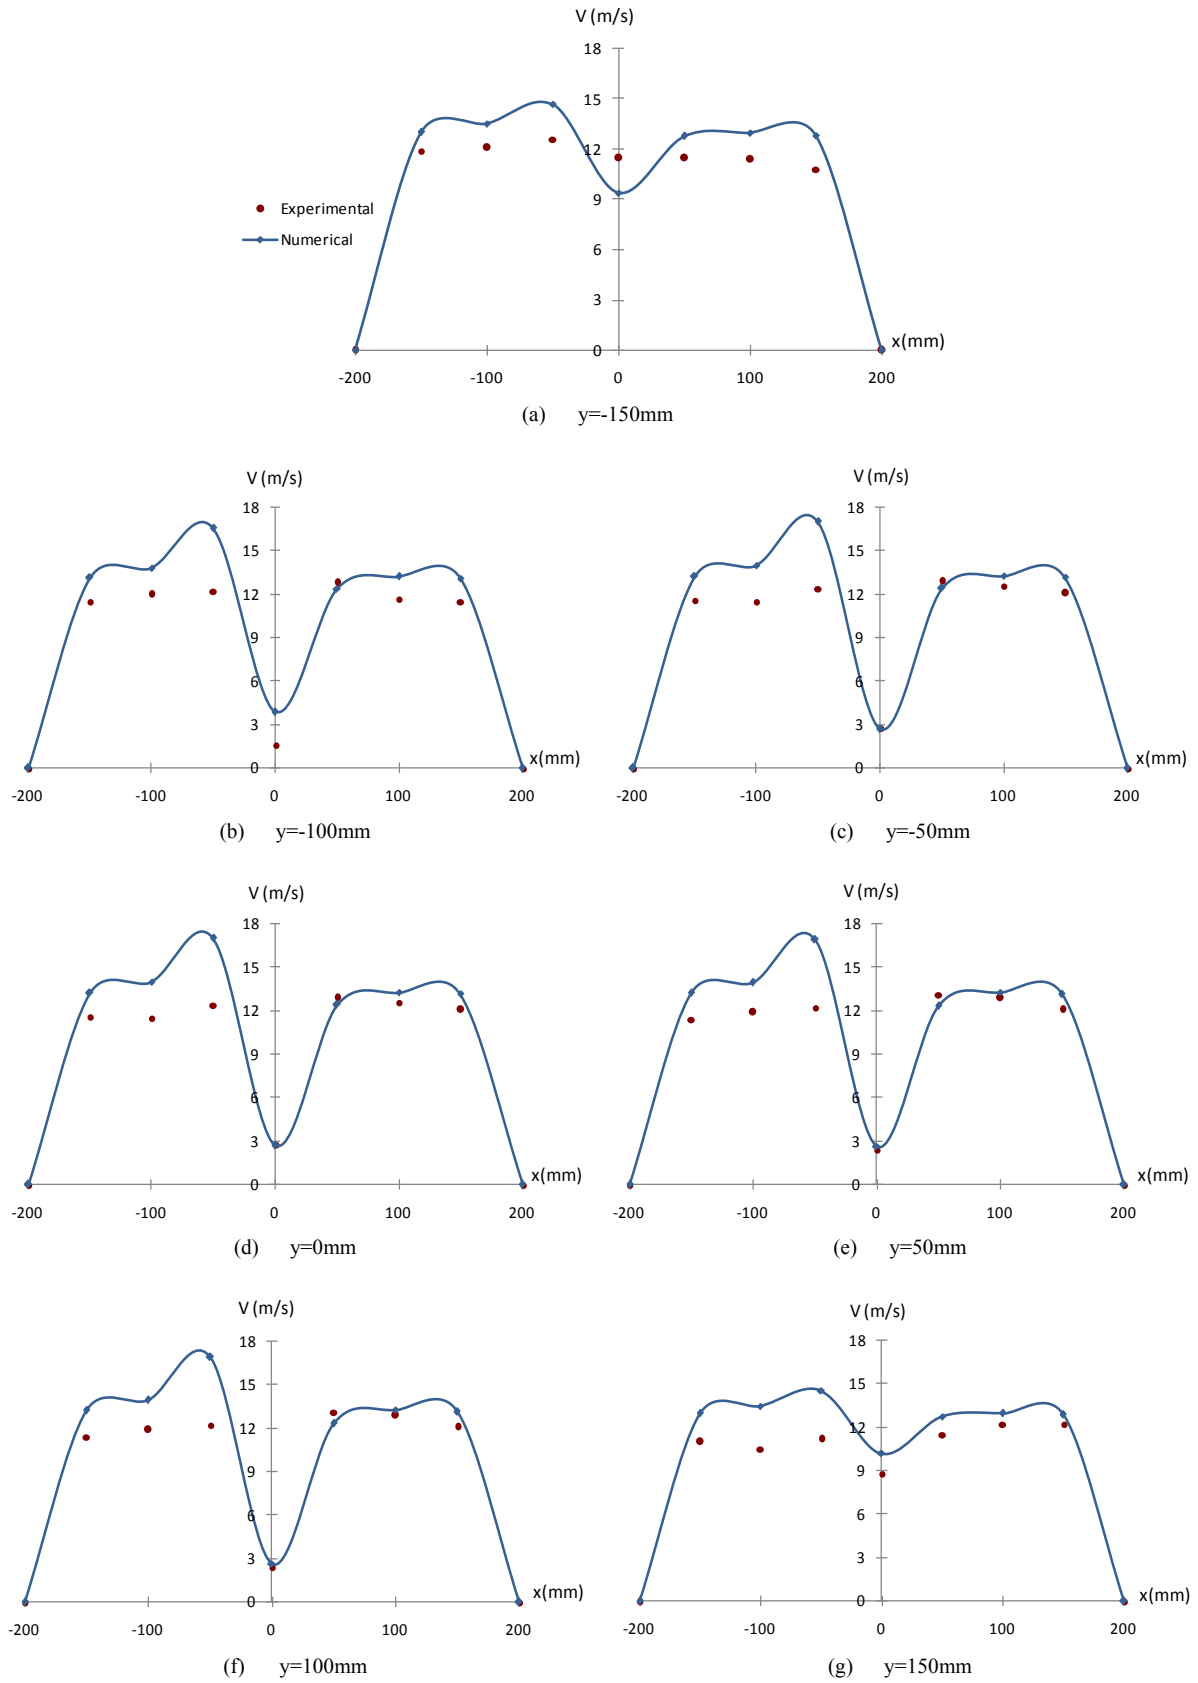 V (m/s)
18
15
12
9
6
3
0
Experimental
Numerical
x(mm)
-200 -100 0 100 200
(a) y=-150mm
V (m/s)
18
15
12
9
6
3
0
x(mm)
-200 -100 0 100 200
(b) y=-100mm
V (m/s)
18
15
12
9
6
3
0
x(mm)
-200 -100 0 100 200
(c) y=-50mm
V (m/s)
18
15
12
9
6
3
0
x(mm)
-200 -100 0 100 200
(d) y=0mm
V (m/s)
18
15
12
9
6
3
0
x(mm)
-200 -100 0 100 200
(e) y=50mm
V (m/s)
18
15
12
9
6
3
0
x(mm)
-200 -100 0 100 200
(f) y=100mm
V (m/s)
18
15
12
9
6
3
0
x(mm)
-200 -100 0 100 200
(g) y=150mm